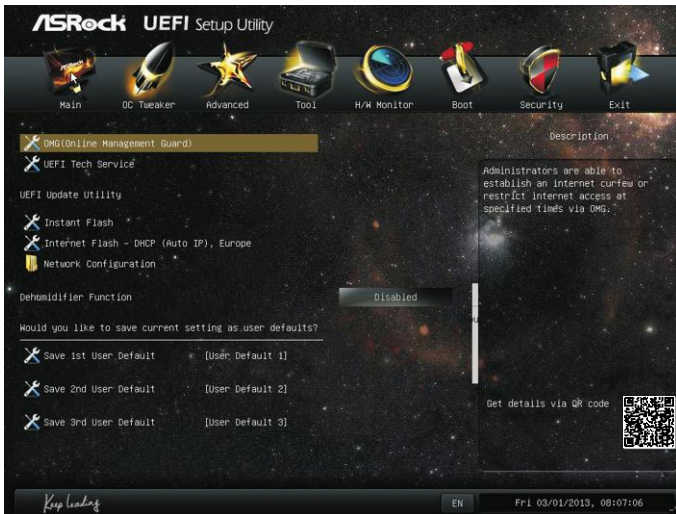 ASRock UEFI Setup Utility
ASRock
Main OC Tweaker Advanced Tool H/W Monitor Boot Security Exit
OMG(Online Management Guard)
UEFI Tech Service
UEFI Update Utility
Instant Flash
Internet Flash - DHCP (Auto IP), Europe
Network Configuration
Dehumidifier Function Disabled
Would you like to save current setting as user defaults?
Save 1st User Default [User Default 1]
Save 2nd User Default [User Default 2]
Save 3rd User Default [User Default 3]
Description
Administrators are able to
establish an internet curfew or
restrict internet access at
specified times via OMG.
Get details via QR code
Keep Leading
EN Fri 03/01/2013, 08:07:06